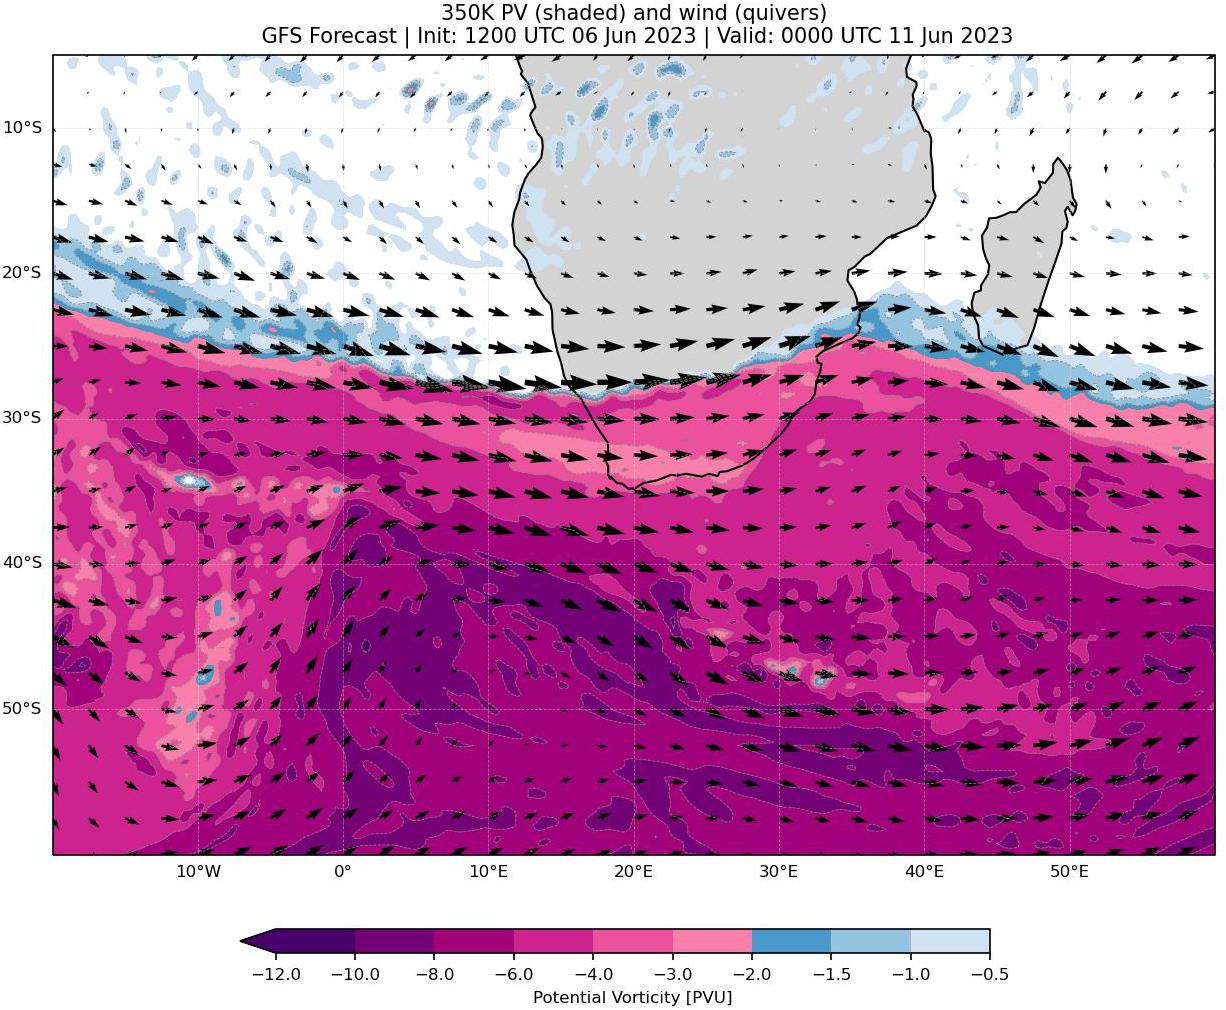 350K PV (shaded) and wind (quivers)
GFS Forecast | Init: 1200 UTC 06 Jun 2023 | Valid: 0000 UTC 11 Jun 2023
10°S
20°S
30°S
40°S
50°S
10°W 0° 10°E 20°E 30°E 40°E 50°E
−12.0 −10.0 −8.0 −6.0 −4.0 −3.0 −2.0 −1.5 −1.0 −0.5
Potential Vorticity [PVU]